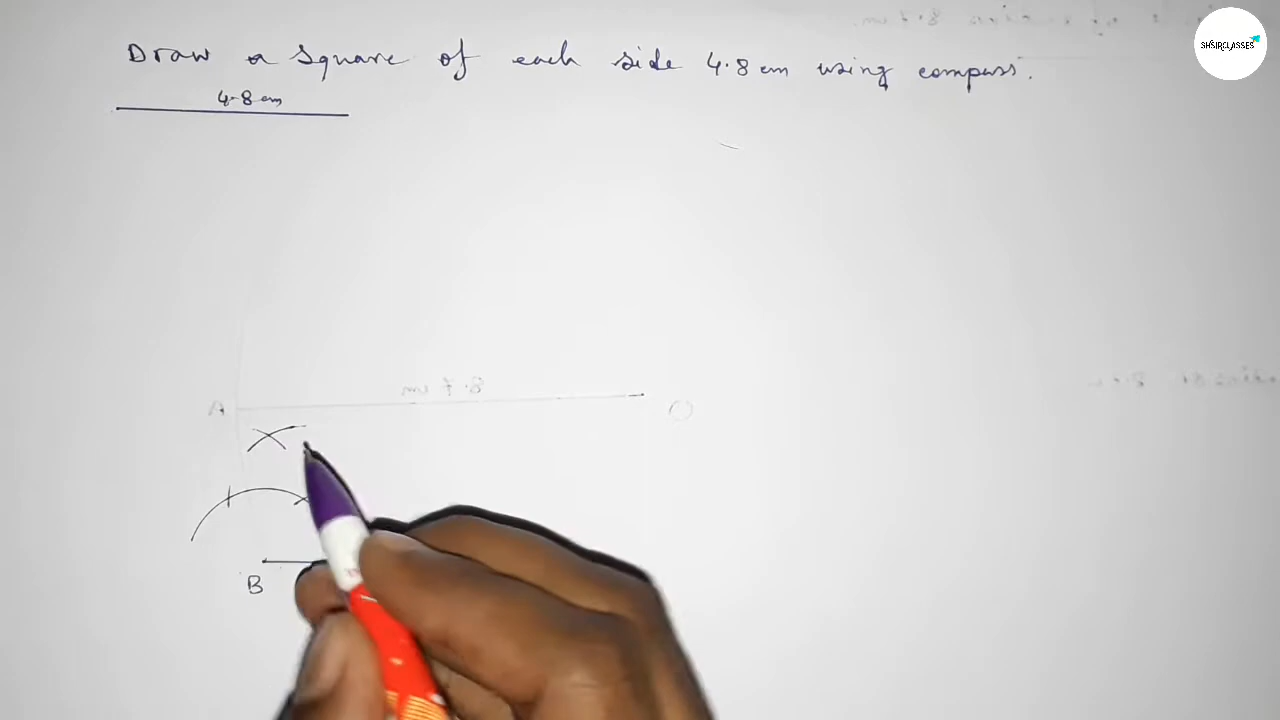 SHSIRCLASSES
Draw a square of each side 4.8 cm using compass.
4.8 cm
B